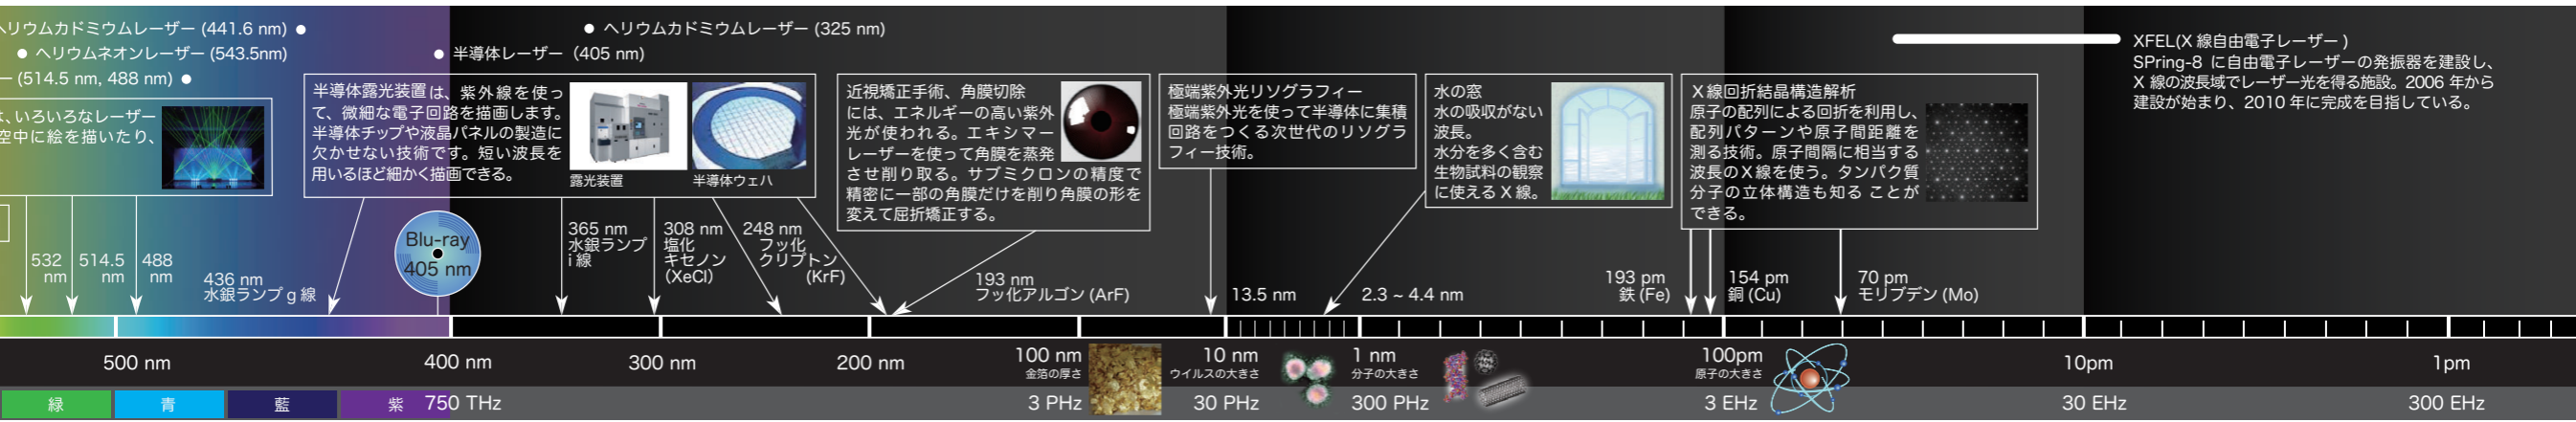 ヘリウムカドミウムレーザー (441.6 nm) ●
● ヘリウムネオンレーザー (543.5nm)
ー (514.5 nm, 488 nm) ●
● 半導体レーザー（405 nm)
● ヘリウムカドミウムレーザー (325 nm)
は、いろいろなレーザー
空中に絵を描いたり、
半導体露光装置は、紫外線を使っ
て、微細な電子回路を描画します。
半導体チップや液晶パネルの製造に
欠かせない技術です。短い波長を
用いるほど細かく描画できる。
露光装置
半導体ウェハ
近視矯正手術、角膜切除
には、エネルギーの高い紫外
光が使われる。エキシマー
レーザーを使って角膜を蒸発
させ削り取る。サブミクロンの精度で
精密に一部の角膜だけを削り角膜の形を
変えて屈折矯正する。
極端紫外光リソグラフィー
極端紫外光を使って半導体に集積
回路をつくる次世代のリソグラ
フィー技術。
水の窓
水の吸収がない
波長。
水分を多く含む
生物試料の観察
に使える X 線。
X線回折結晶構造解析
原子の配列による回折を利用し、
配列パターンや原子間距離を
測る技術。原子間隔に相当する
波長のX線を使う。タンパク質
分子の立体構造も知る ことが
できる。
XFEL(X 線自由電子レーザー )
SPring-8 に自由電子レーザーの発振器を建設し、
X 線の波長域でレーザー光を得る施設。2006 年から
建設が始まり、2010 年に完成を目指している。
532
nm
514.5
nm
488
nm
436 nm
水銀ランプ g 線
Blu-ray
405 nm
365 nm
水銀ランプ
i 線
308 nm
塩化
キセノン
(XeCl)
248 nm
フッ化
クリプトン
(KrF)
193 nm
フッ化アルゴン (ArF)
13.5 nm
2.3 ~ 4.4 nm
193 pm
鉄 (Fe)
154 pm
銅 (Cu)
70 pm
モリブデン (Mo)
500 nm
400 nm
300 nm
200 nm
100 nm
金箔の厚さ
10 nm
ウイルスの大きさ
1 nm
分子の大きさ
100pm
原子の大きさ
10pm
1pm
緑
青
藍
紫
750 THz
3 PHz
30 PHz
300 PHz
3 EHz
30 EHz
300 EHz